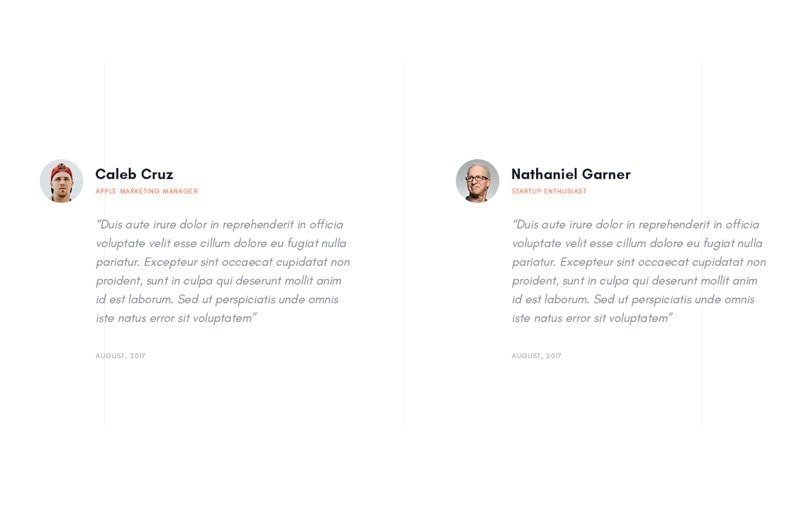 Caleb Cruz
APPLE MARKETING MANAGER
"Duis aute irure dolor in reprehenderit in officia
voluptate velit esse cillum dolore eu fugiat nulla
pariatur. Excepteur sint occaecat cupidatat non
proident, sunt in culpa qui deserunt mollit anim
id est laborum. Sed ut perspiciatis unde omnis
iste natus error sit voluptatem"
AUGUST, 2017
Nathaniel Garner
STARTUP ENTHUSIAST
"Duis aute irure dolor in reprehenderit in officia
voluptate velit esse cillum dolore eu fugiat nulla
pariatur. Excepteur sint occaecat cupidatat non
proident, sunt in culpa qui deserunt mollit anim
id est laborum. Sed ut perspiciatis unde omnis
iste natus error sit voluptatem"
AUGUST, 2017